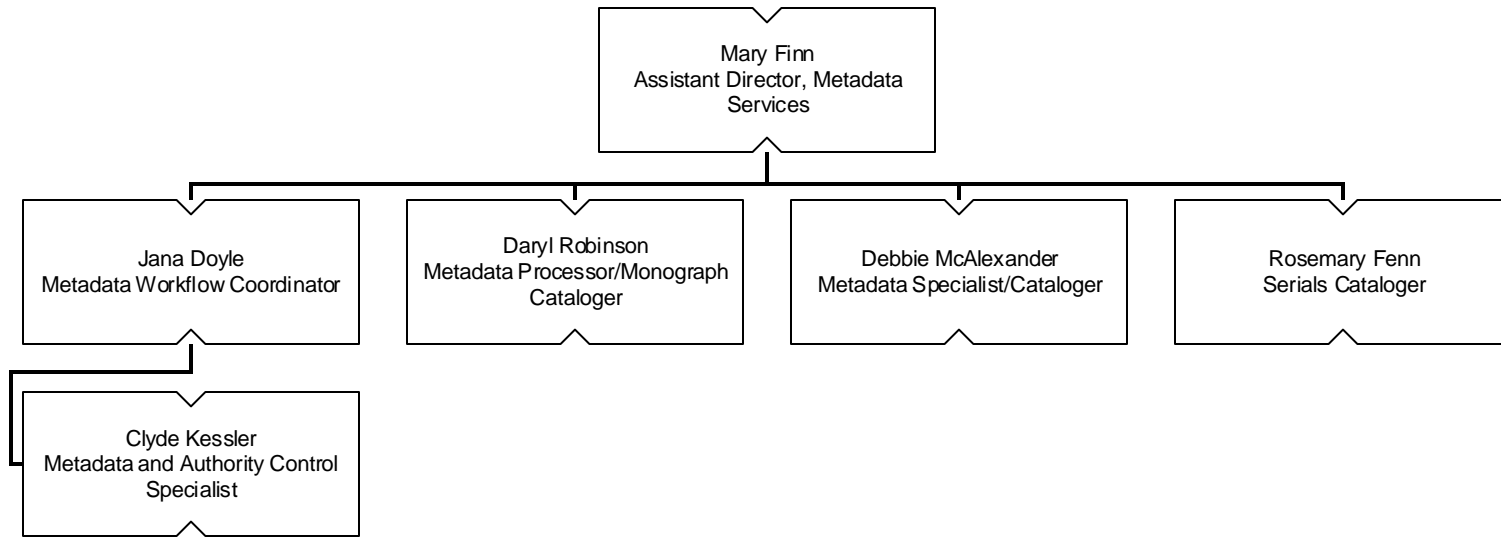 Mary Finn
Assistant Director, Metadata
Services
Jana Doyle
Metadata Workflow Coordinator
Daryl Robinson
Metadata Processor/Monograph
Cataloger
Debbie McAlexander
Metadata Specialist/Cataloger
Rosemary Fenn
Serials Cataloger
Clyde Kessler
Metadata and Authority Control
Specialist